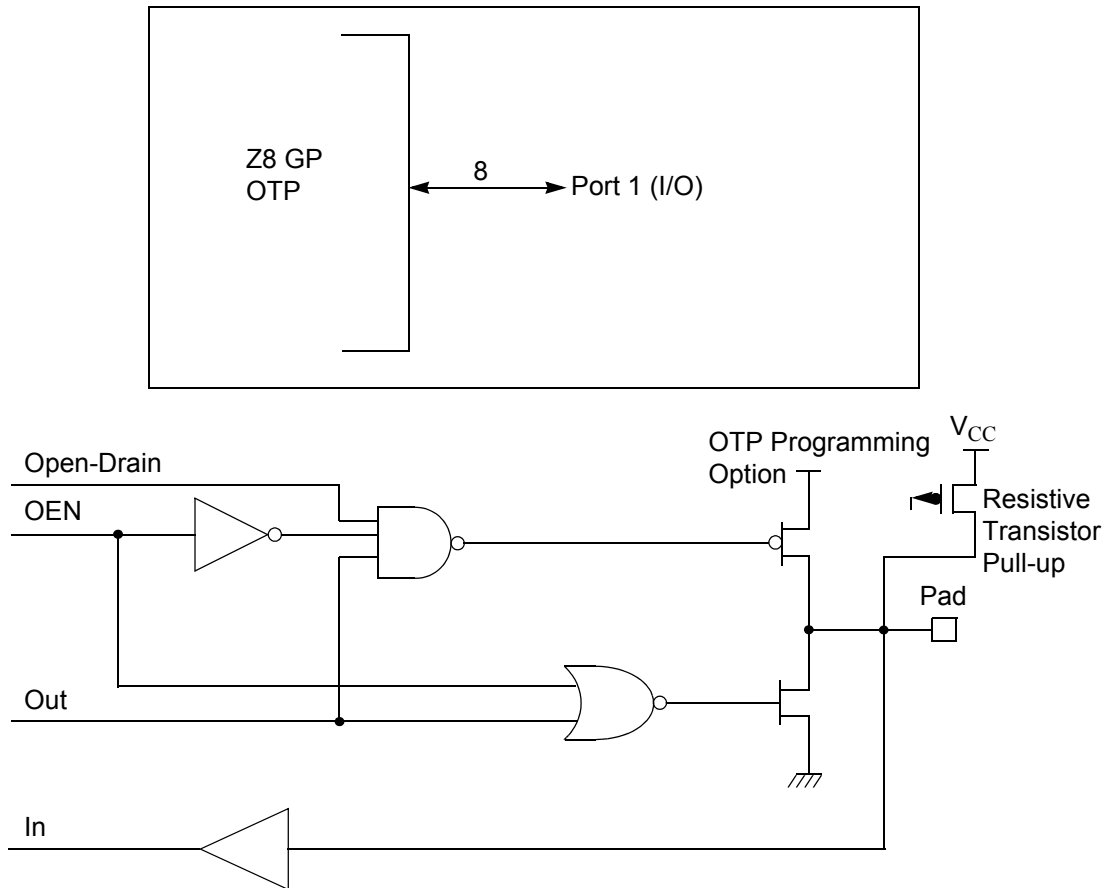 Z8 GP
OTP
8
Port 1 (I/O)
Open-Drain
OEN
OTP Programming
Option
VCC
Resistive
Transistor
Pull-up
Pad
Out
In